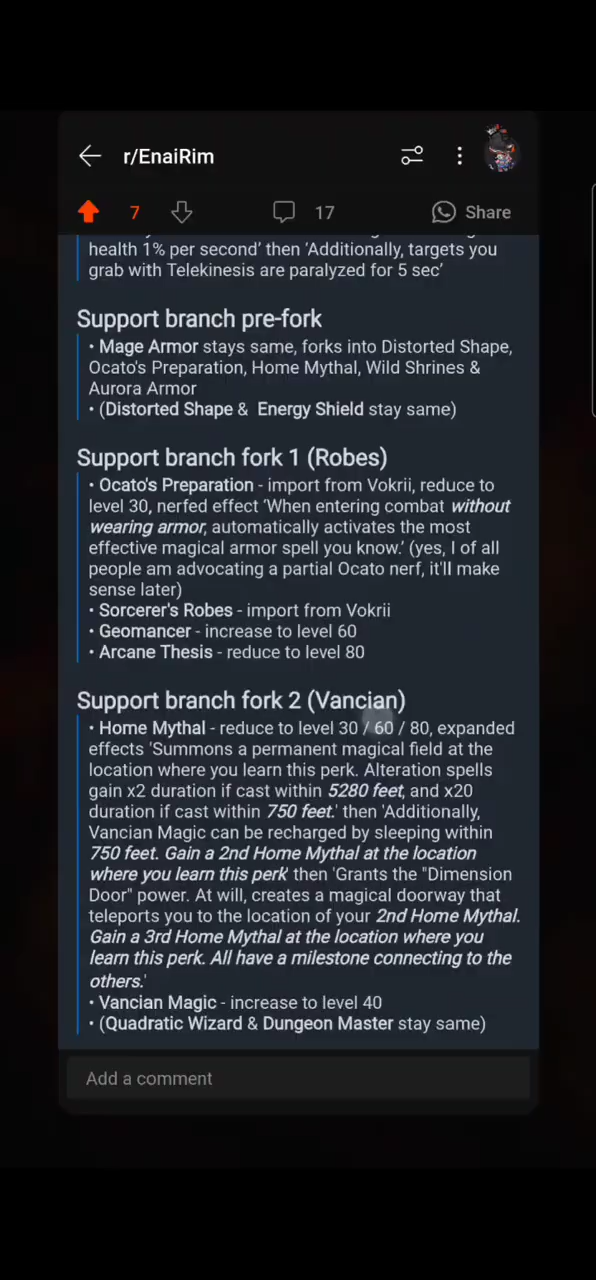 r/EnaiRim
7
17
Share
health 1% per second’ then ‘Additionally, targets you
grab with Telekinesis are paralyzed for 5 sec’
Support branch pre-fork
• Mage Armor stays same, forks into Distorted Shape,
Ocato's Preparation, Home Mythal, Wild Shrines &
Aurora Armor
• (Distorted Shape & Energy Shield stay same)
Support branch fork 1 (Robes)
• Ocato's Preparation - import from Vokrii, reduce to
level 30, nerfed effect ‘When entering combat without
wearing armor, automatically activates the most
effective magical armor spell you know.’ (yes, I of all
people am advocating a partial Ocato nerf, it'll make
sense later)
• Sorcerer's Robes - import from Vokrii
• Geomancer - increase to level 60
• Arcane Thesis - reduce to level 80
Support branch fork 2 (Vancian)
• Home Mythal - reduce to level 30 / 60 / 80, expanded
effects 'Summons a permanent magical field at the
location where you learn this perk. Alteration spells
gain x2 duration if cast within 5280 feet, and x20
duration if cast within 750 feet.' then 'Additionally,
Vancian Magic can be recharged by sleeping within
750 feet. Gain a 2nd Home Mythal at the location
where you learn this perk' then 'Grants the "Dimension
Door" power. At will, creates a magical doorway that
teleports you to the location of your 2nd Home Mythal.
Gain a 3rd Home Mythal at the location where you
learn this perk. All have a milestone connecting to the
others.'
• Vancian Magic - increase to level 40
• (Quadratic Wizard & Dungeon Master stay same)
Add a comment